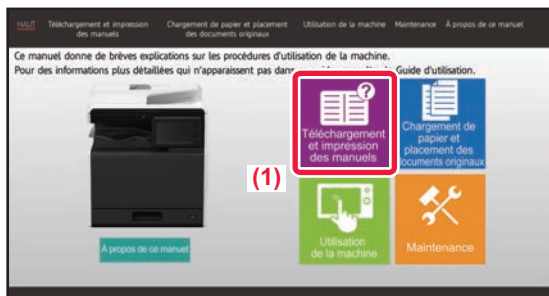 HAUT Téléchargement et impression des manuels Chargement de papier et placement des documents originaux Utilisation de la machine Maintenance À propos de ce manuel
Ce manuel donne de brèves explications sur les procédures d'utilisation de la machine.
Pour des informations plus détaillées qui n'apparaissent pas dans Guide d'utilisation.
Téléchargement
et impression
des manuels
Chargement de
papier et
placement des
documents originaux
(1)
À propos de ce manuel
Utilisation
de la machine
Maintenance